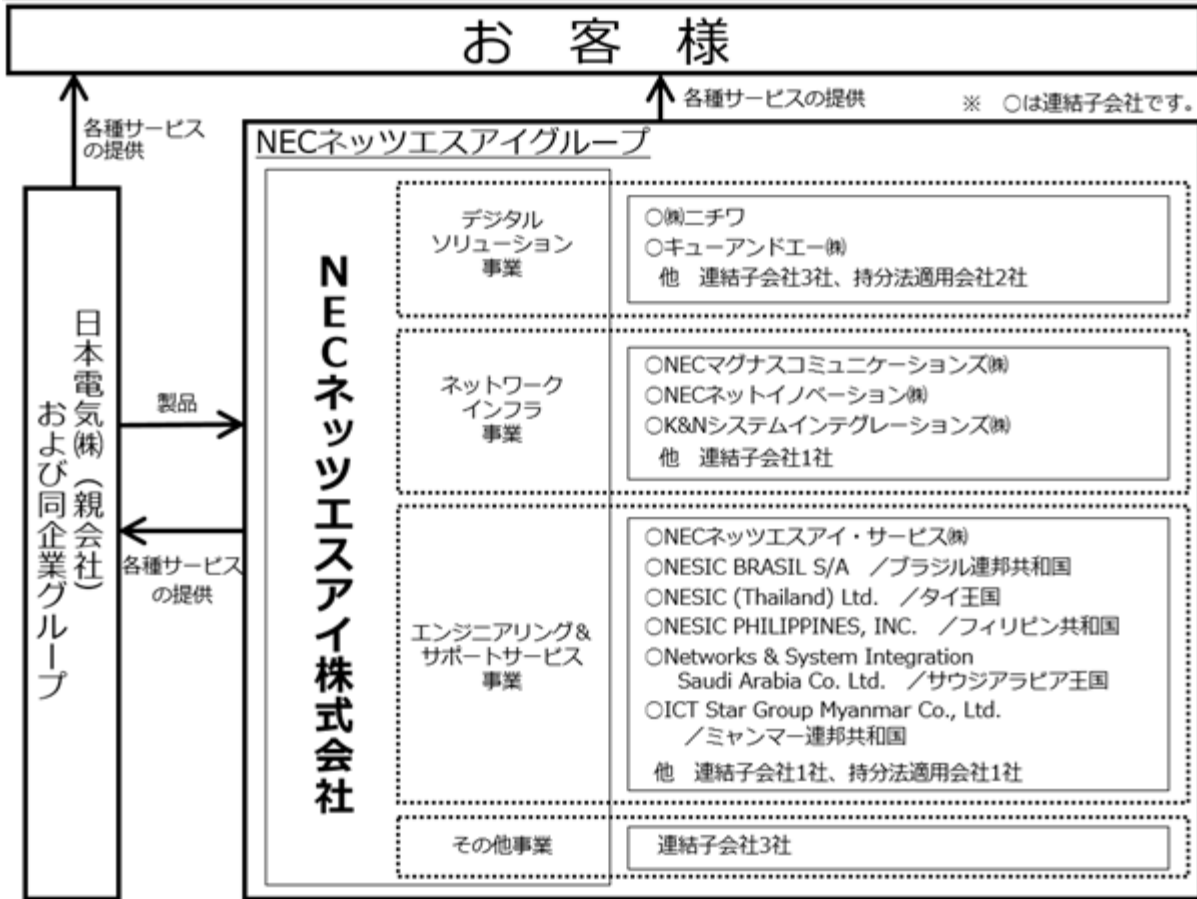 お 客 様
各種サービス
の提供
各種サービスの提供
※ ○は連結子会社です。
日本電気㈱(親会社)
および同企業グループ
製品
各種サービス
の提供
NECネッツエスアイグループ
NECネッツエスアイ株式会社
デジタル
ソリューション
事業
○㈱ニチワ
○キューアンドエー㈱
他 連結子会社3社、持分法適用会社2社
ネットワーク
インフラ
事業
○NECマグナスコミュニケーションズ㈱
○NECネットイノベーション㈱
○K&Nシステムインテグレーションズ㈱
他 連結子会社1社
エンジニアリング&
サポートサービス
事業
○NECネッツエスアイ・サービス㈱
○NESIC BRASIL S/A /ブラジル連邦共和国
○NESIC (Thailand) Ltd. /タイ王国
○NESIC PHILIPPINES, INC. /フィリピン共和国
○Networks & System Integration
Saudi Arabia Co. Ltd. /サウジアラビア王国
○ICT Star Group Myanmar Co., Ltd.
/ミャンマー連邦共和国
他 連結子会社1社、持分法適用会社1社
その他事業
連結子会社3社